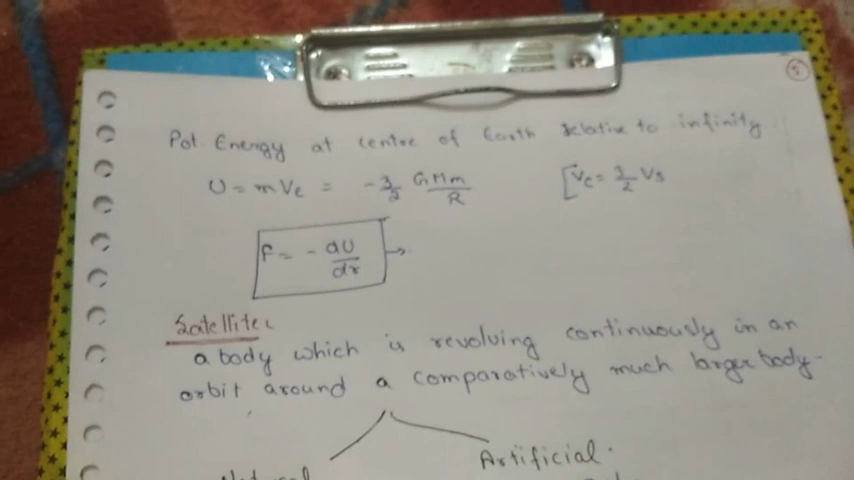 Pot. Energy at centre of Earth relative to infinity
U = mVc = -3/2 GMm/R [Vc = 3/2 Vs
F = - dU/dr →
Satellite:
a body which is revolving continuously in an
orbit around a comparatively much larger body.
Natural Artificial.